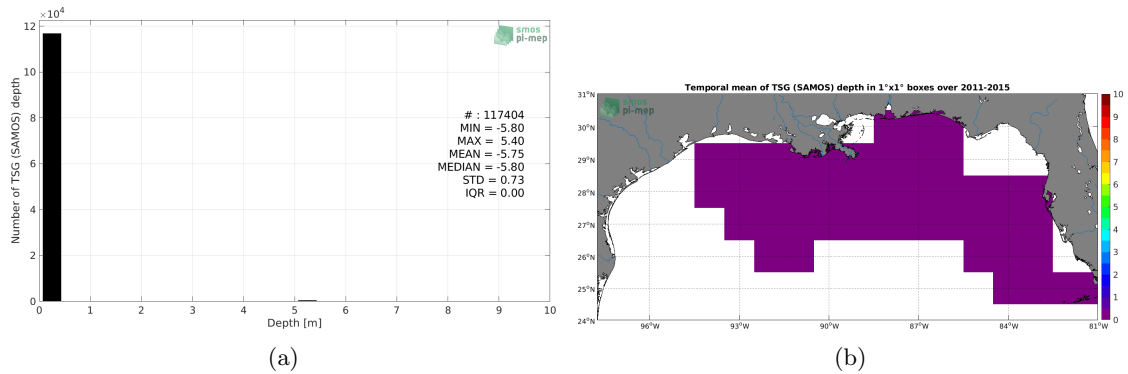 ×10⁴
12
10
8
6
4
2
0
Number of TSG (SAMOS) depth
smos
pi-mep
# : 117404
MIN = -5.80
MAX = 5.40
MEAN = -5.75
MEDIAN = -5.80
STD = 0.73
IQR = 0.00
0 1 2 3 4 5 6 7 8 9 10
Depth [m]
(a)
Temporal mean of TSG (SAMOS) depth in 1°x1° boxes over 2011-2015
smos
pi-mep
31°N
30°N
29°N
28°N
27°N
26°N
25°N
24°N
96°W 93°W 90°W 87°W 84°W 81°W
10
9
8
7
6
5
4
3
2
1
0
(b)